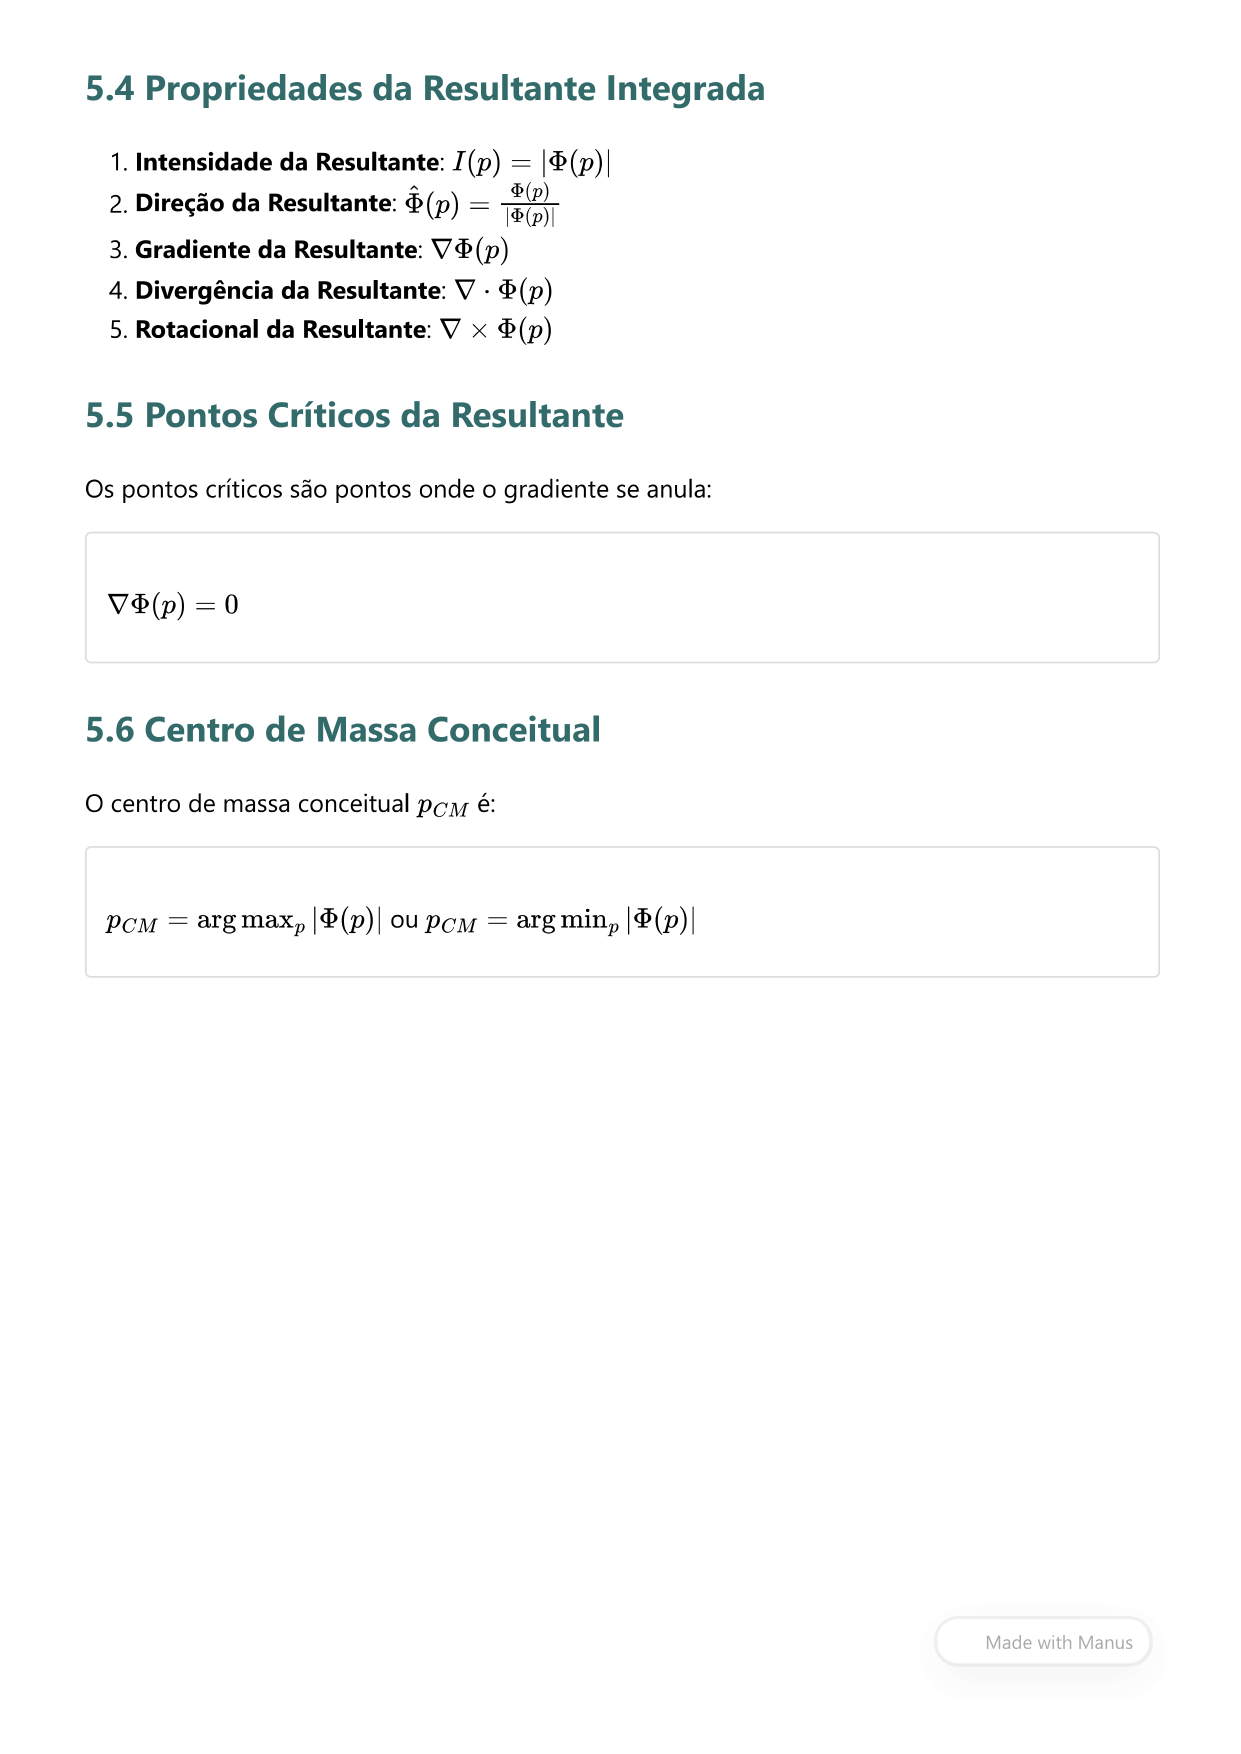 5.4 Propriedades da Resultante Integrada
1. Intensidade da Resultante: I(p) = |Φ(p)|
2. Direção da Resultante: Φ̂(p) = Φ(p)/|Φ(p)|
3. Gradiente da Resultante: ∇Φ(p)
4. Divergência da Resultante: ∇ · Φ(p)
5. Rotacional da Resultante: ∇ × Φ(p)
5.5 Pontos Críticos da Resultante
Os pontos críticos são pontos onde o gradiente se anula:
∇Φ(p) = 0
5.6 Centro de Massa Conceitual
O centro de massa conceitual p_CM é:
p_CM = arg max_p |Φ(p)| ou p_CM = arg min_p |Φ(p)|
Made with Manus